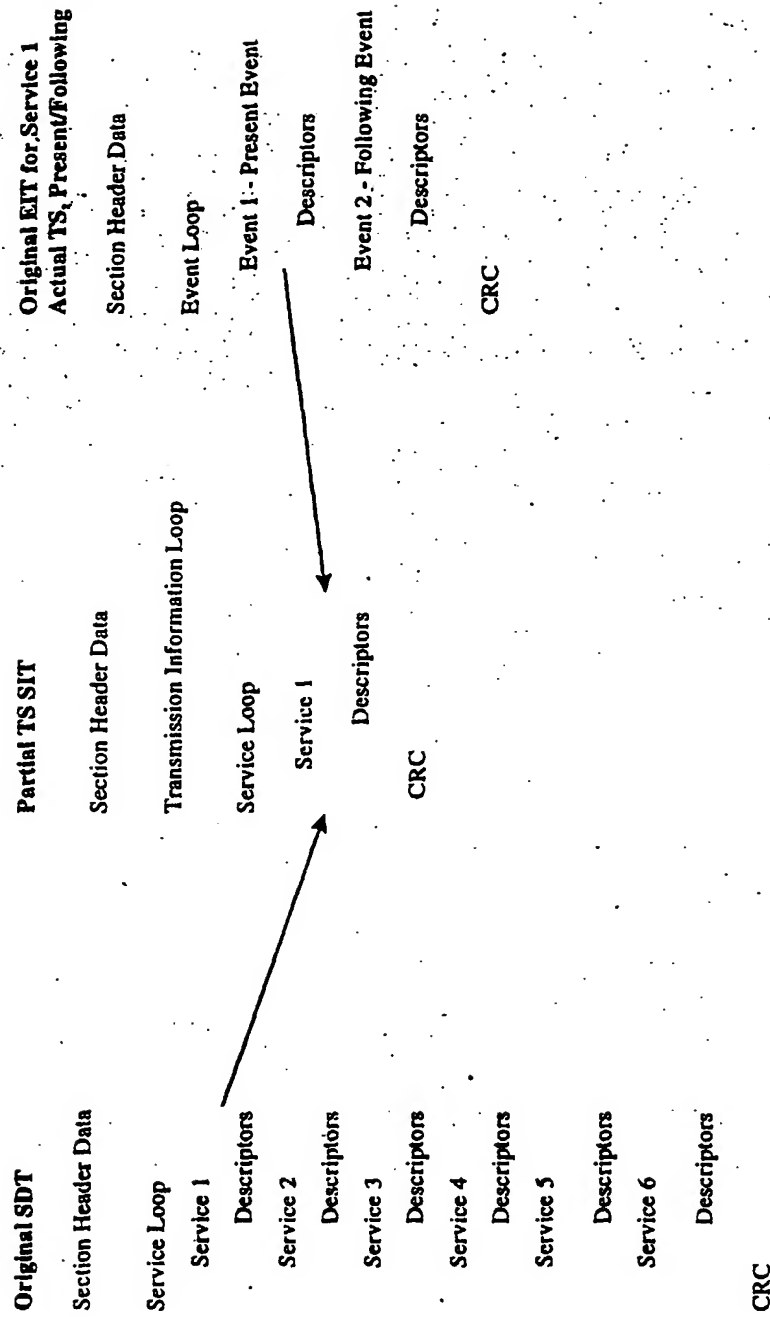 Original SDT
Section Header Data
Service Loop
Service 1
Descriptors
Service 2
Descriptors
Service 3
Descriptors
Service 4
Descriptors
Service 5
Descriptors
Service 6
Descriptors
CRC
Partial TS SIT
Section Header Data
Transmission Information Loop
Service Loop
Service 1
Descriptors
CRC
Original EIT for Service 1
Actual TS, Present/Following
Section Header Data
Event Loop
Event 1 - Present Event
Descriptors
Event 2 - Following Event
Descriptors
CRC